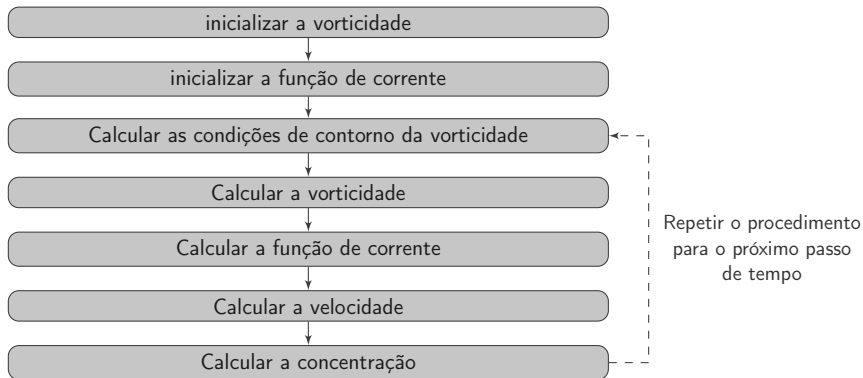 inicializar a vorticidade
inicializar a função de corrente
Calcular as condições de contorno da vorticidade
Calcular a vorticidade
Calcular a função de corrente
Calcular a velocidade
Calcular a concentração
Repetir o procedimento
para o próximo passo
de tempo